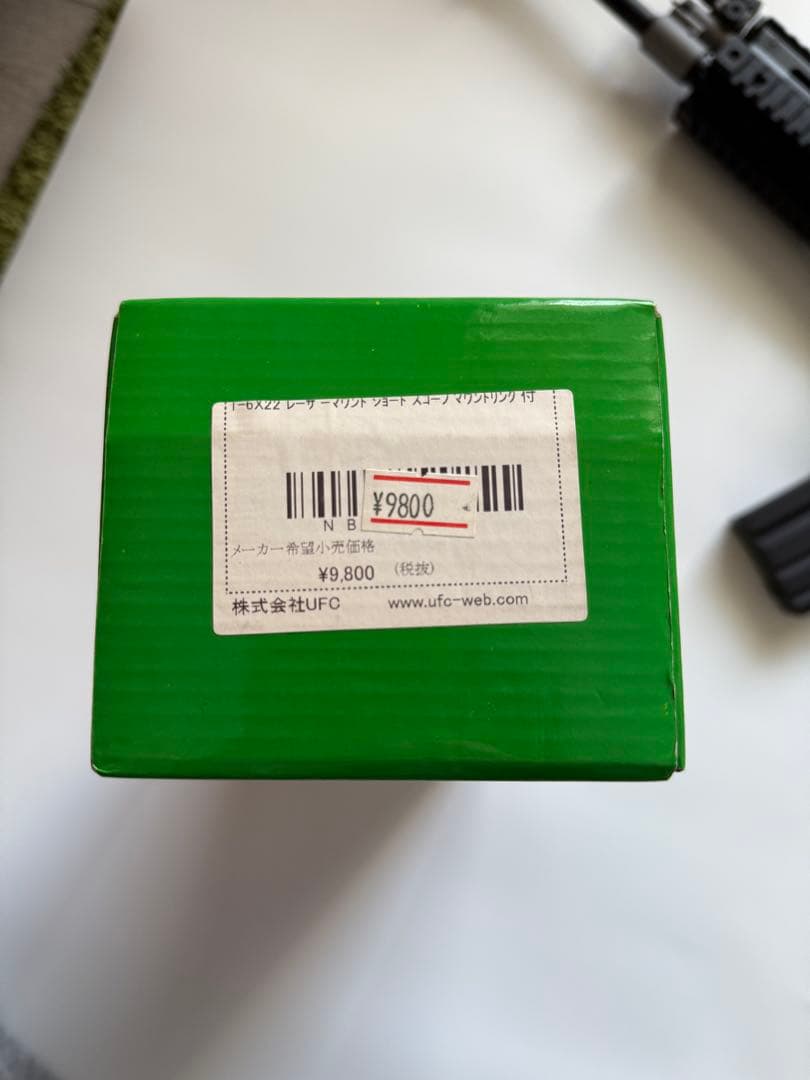 1-6X22 レーザーマウント ショート スコープ マウントリング 付
¥9800
N B
メーカー希望小売価格
¥9,800 (税抜)
株式会社UFC www.ufc-web.com